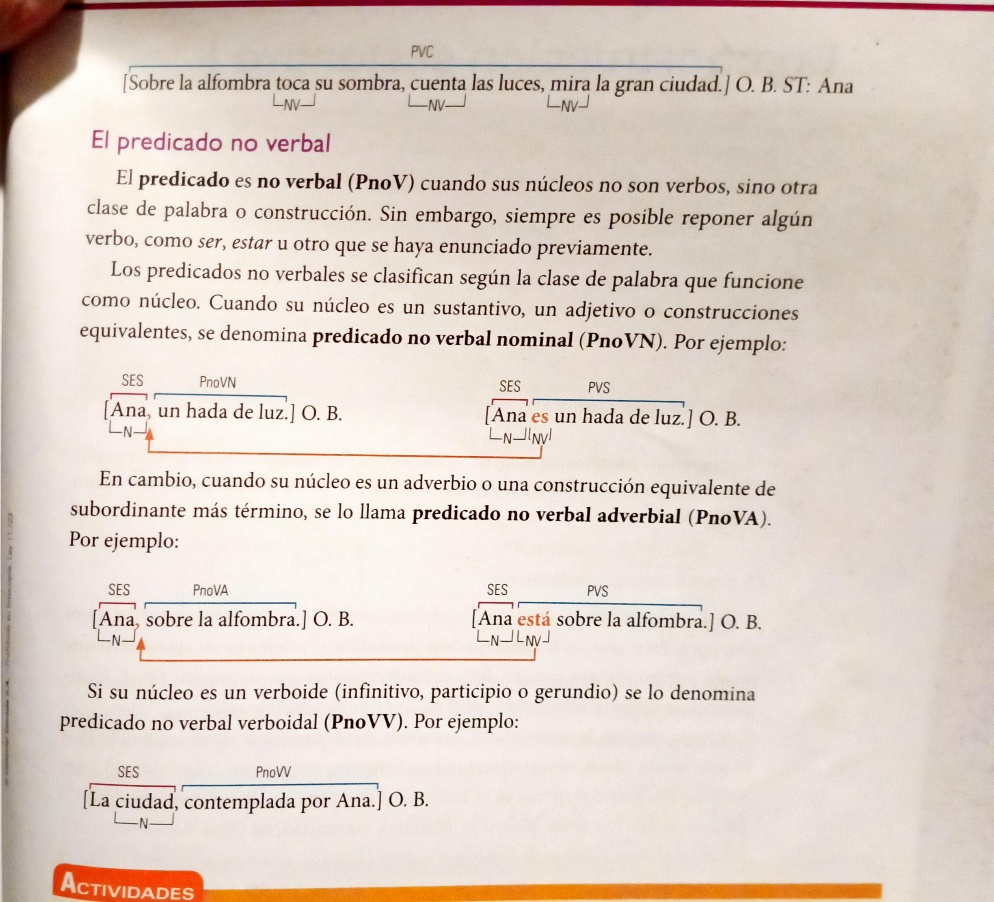 PVC
[Sobre la alfombra toca su sombra, cuenta las luces, mira la gran ciudad.] O. B. ST: Ana
NV NV NV
El predicado no verbal
El predicado es no verbal (PnoV) cuando sus núcleos no son verbos, sino otra
clase de palabra o construcción. Sin embargo, siempre es posible reponer algún
verbo, como ser, estar u otro que se haya enunciado previamente.
Los predicados no verbales se clasifican según la clase de palabra que funcione
como núcleo. Cuando su núcleo es un sustantivo, un adjetivo o construcciones
equivalentes, se denomina predicado no verbal nominal (PnoVN). Por ejemplo:
SES PnoVN SES PVS
[Ana, un hada de luz.] O. B. [Ana es un hada de luz.] O. B.
N N NV
En cambio, cuando su núcleo es un adverbio o una construcción equivalente de
subordinante más término, se lo llama predicado no verbal adverbial (PnoVA).
Por ejemplo:
SES PnoVA SES PVS
[Ana, sobre la alfombra.] O. B. [Ana está sobre la alfombra.] O. B.
N N NV
Si su núcleo es un verboide (infinitivo, participio o gerundio) se lo denomina
predicado no verbal verboidal (PnoVV). Por ejemplo:
SES PnoVV
[La ciudad, contemplada por Ana.] O. B.
N
ACTIVIDADES